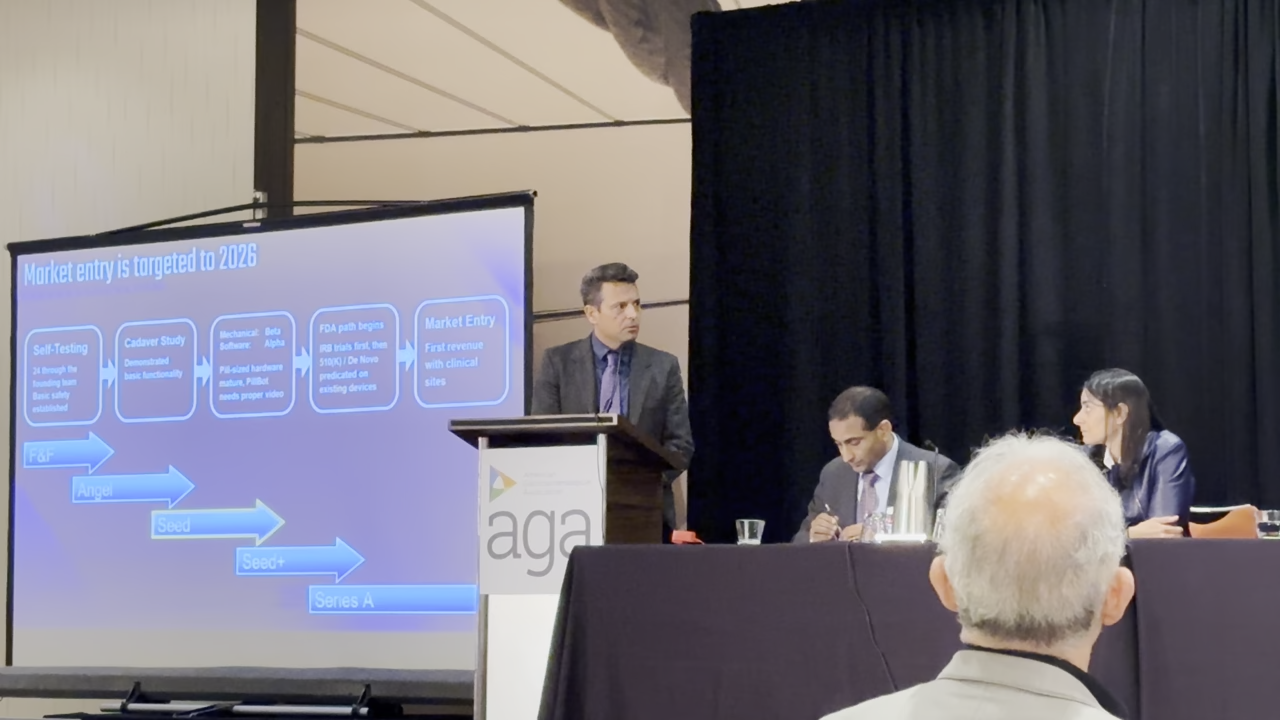 Market entry is targeted to 2026
Self-Testing
24 through the
founding team
Basic safety
established
Cadaver Study
Demonstrated
basic functionality
Mechanical: Beta
Software: Alpha
Pill-sized hardware
mature, PillBot
needs proper video
FDA path begins
IRB trials first, then
510(K) / De Novo
predicated on
existing devices
Market Entry
First revenue
with clinical
sites
F&F
Angel
Seed
Seed+
Series A
aga